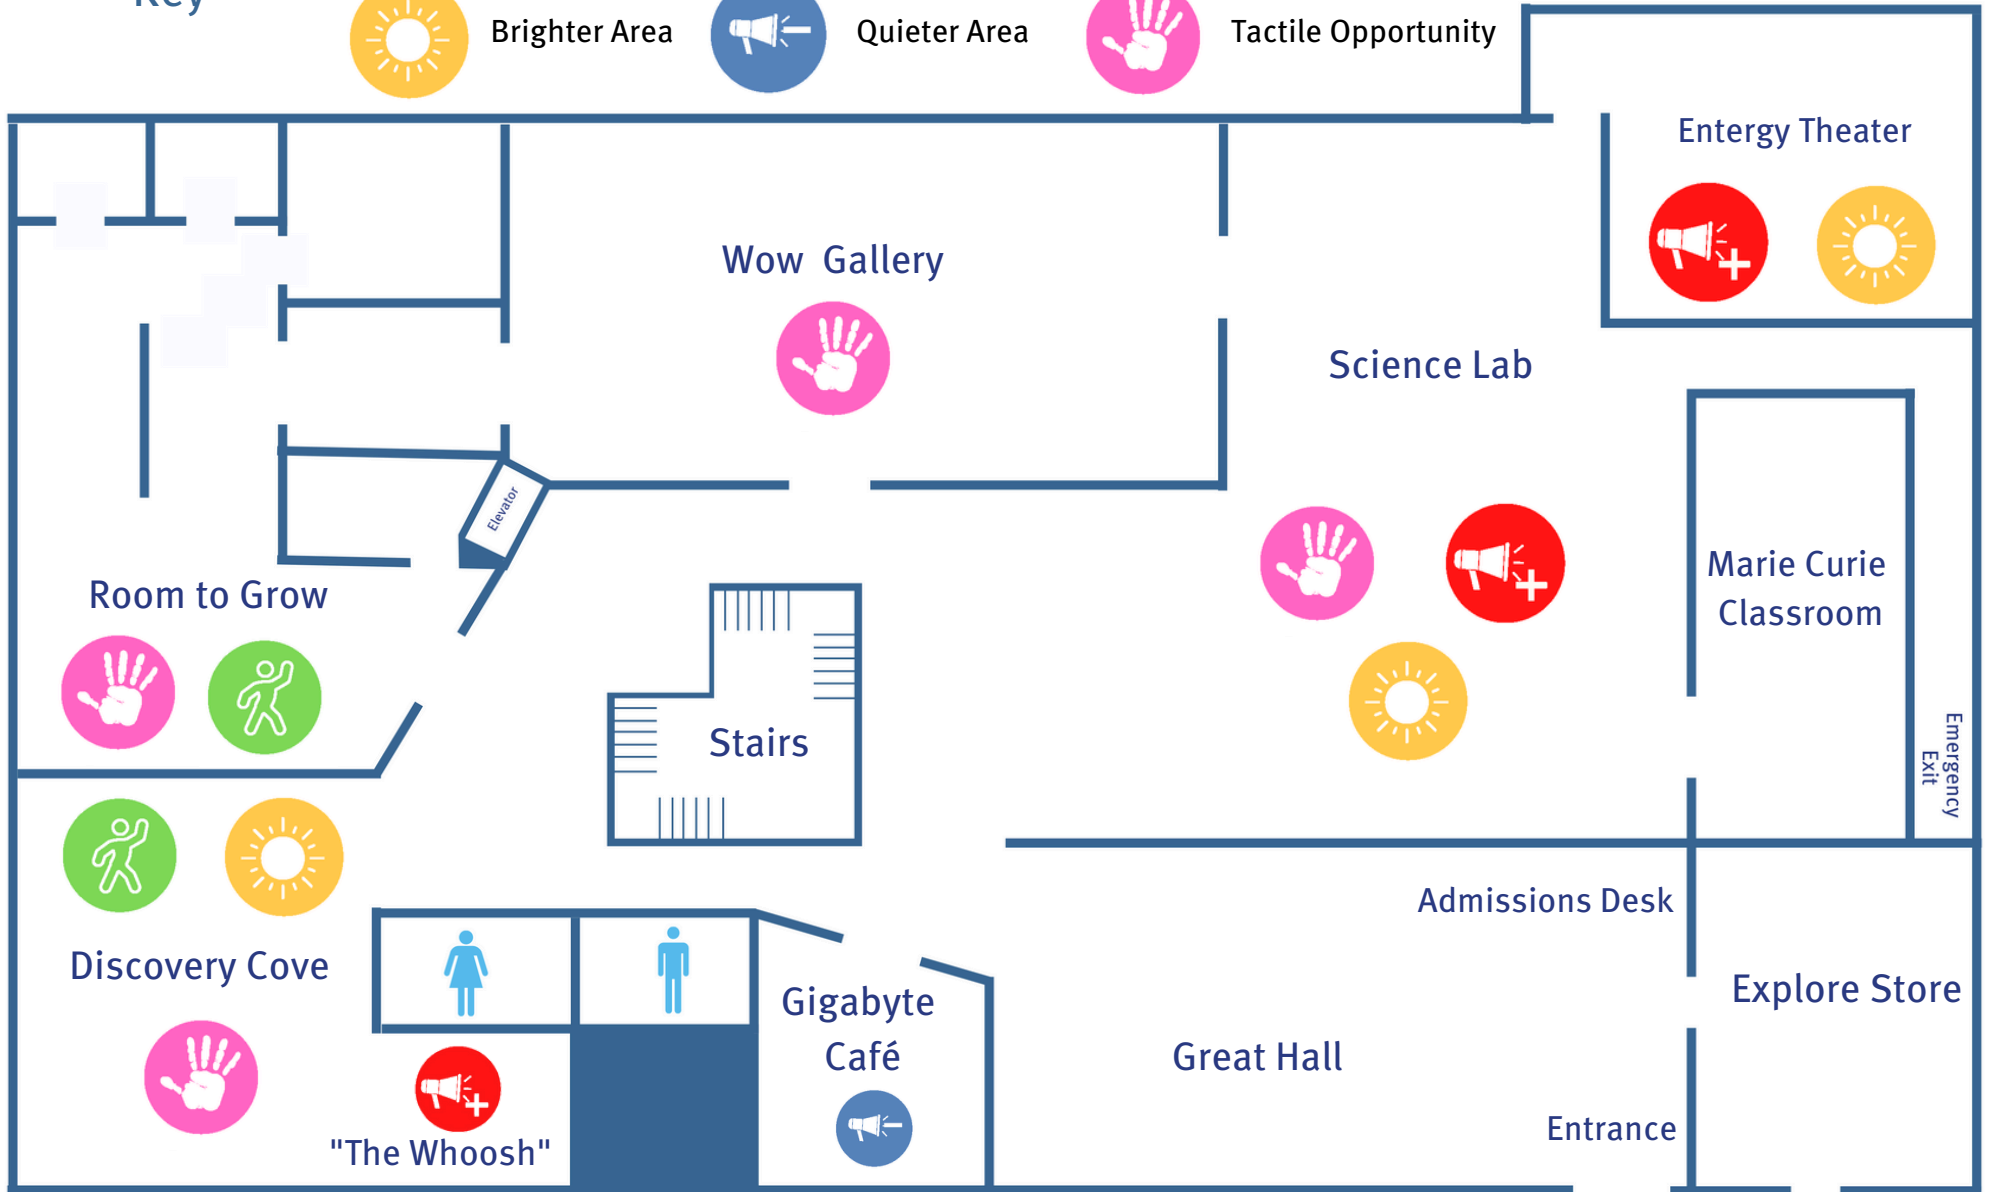 Key
Brighter Area
Quieter Area
Tactile Opportunity
Entergy Theater
Wow Gallery
Science Lab
Elevator
Marie Curie
Classroom
Room to Grow
Stairs
Emergency
Exit
Admissions Desk
Discovery Cove
Explore Store
Gigabyte
Café
Great Hall
Entrance
"The Whoosh"